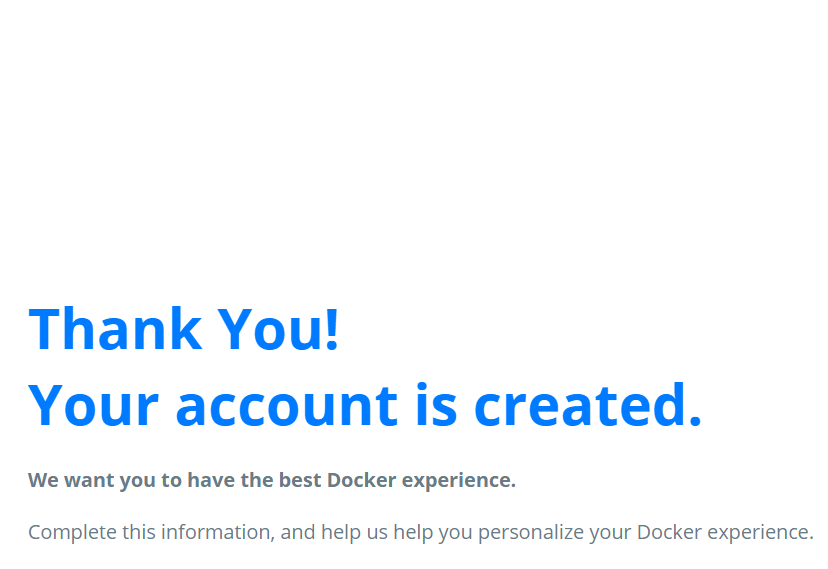 Thank You!
Your account is created.
We want you to have the best Docker experience.
Complete this information, and help us help you personalize your Docker experience.